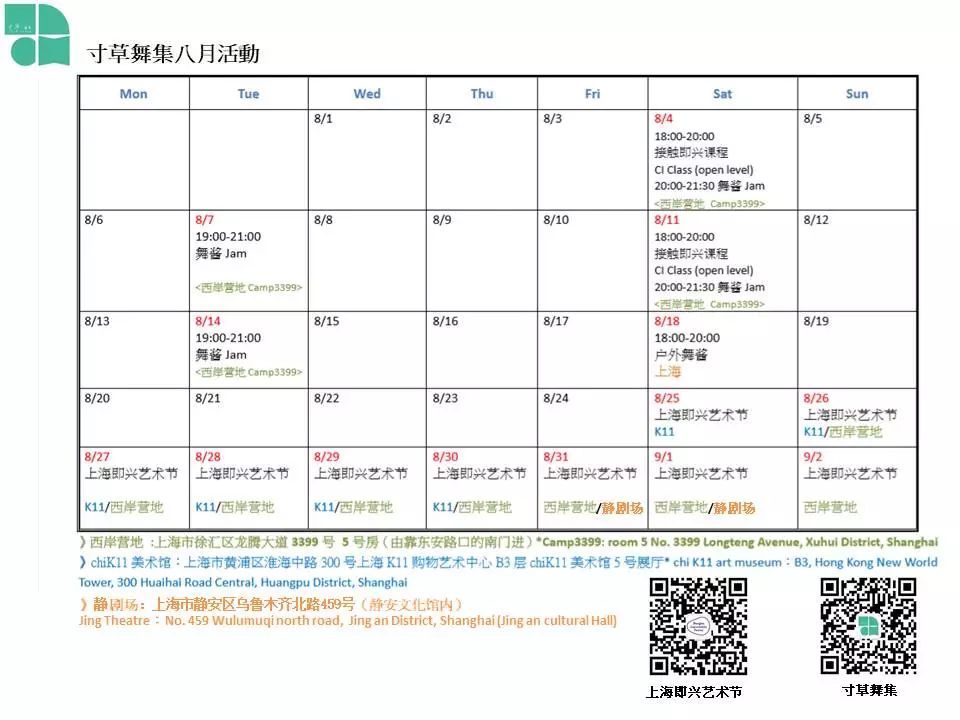 寸草舞集八月活動
Mon Tue Wed Thu Fri Sat Sun
8/1 8/2 8/3 8/4 8/5
18:00-20:00
接触即兴课程
CI Class (open level)
20:00-21:30 舞酱 Jam
<西岸营地 Camp3399>
8/6 8/7 8/8 8/9 8/10 8/11 8/12
19:00-21:00 18:00-20:00
舞酱 Jam 接触即兴课程
CI Class (open level)
<西岸营地 Camp3399> 20:00-21:30 舞酱 Jam
<西岸营地 Camp3399>
8/13 8/14 8/15 8/16 8/17 8/18 8/19
19:00-21:00 18:00-20:00
舞酱 Jam 户外舞酱
<西岸营地 Camp3399> 上海
8/20 8/21 8/22 8/23 8/24 8/25 8/26
上海即兴艺术节 上海即兴艺术节
K11 K11/西岸营地
8/27 8/28 8/29 8/30 8/31 9/1 9/2
上海即兴艺术节 上海即兴艺术节 上海即兴艺术节 上海即兴艺术节 上海即兴艺术节 上海即兴艺术节 上海即兴艺术节
K11/西岸营地 K11/西岸营地 K11/西岸营地 K11/西岸营地 西岸营地/静剧场 西岸营地/静剧场 西岸营地
》西岸营地：上海市徐汇区龙腾大道 3399 号 5 号房（由靠东安路口的南门进）*Camp3399: room 5 No. 3399 Longteng Avenue, Xuhui District, Shanghai
》chiK11 美术馆：上海市黄浦区淮海中路 300 号上海 K11 购物艺术中心 B3 层 chiK11 美术馆 5 号展厅* chi K11 art museum：B3, Hong Kong New World
Tower, 300 Huaihai Road Central, Huangpu District, Shanghai
》静剧场：上海市静安区乌鲁木齐北路459号（静安文化馆内）
Jing Theatre：No. 459 Wulumuqi north road, Jing an District, Shanghai (Jing an cultural Hall)
上海即兴艺术节 寸草舞集